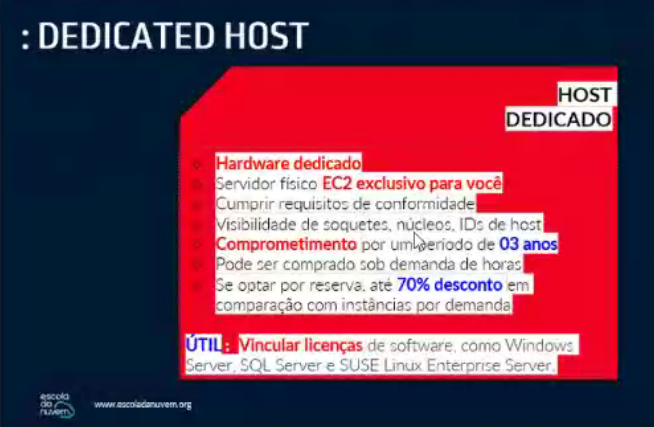 : DEDICATED HOST
HOST
DEDICADO
Hardware dedicado
Servidor físico EC2 exclusivo para você
Cumprir requisitos de conformidade
Visibilidade de soquetes, núcleos, IDs de host
Comprometimento por um período de 03 anos
Pode ser comprado sob demanda de horas
Se optar por reserva, até 70% desconto em
comparação com instâncias por demanda
ÚTIL: Vincular licenças de software, como Windows
Server, SQL Server e SUSE Linux Enterprise Server.
escola
da
nuvem
www.escoladanuvem.org